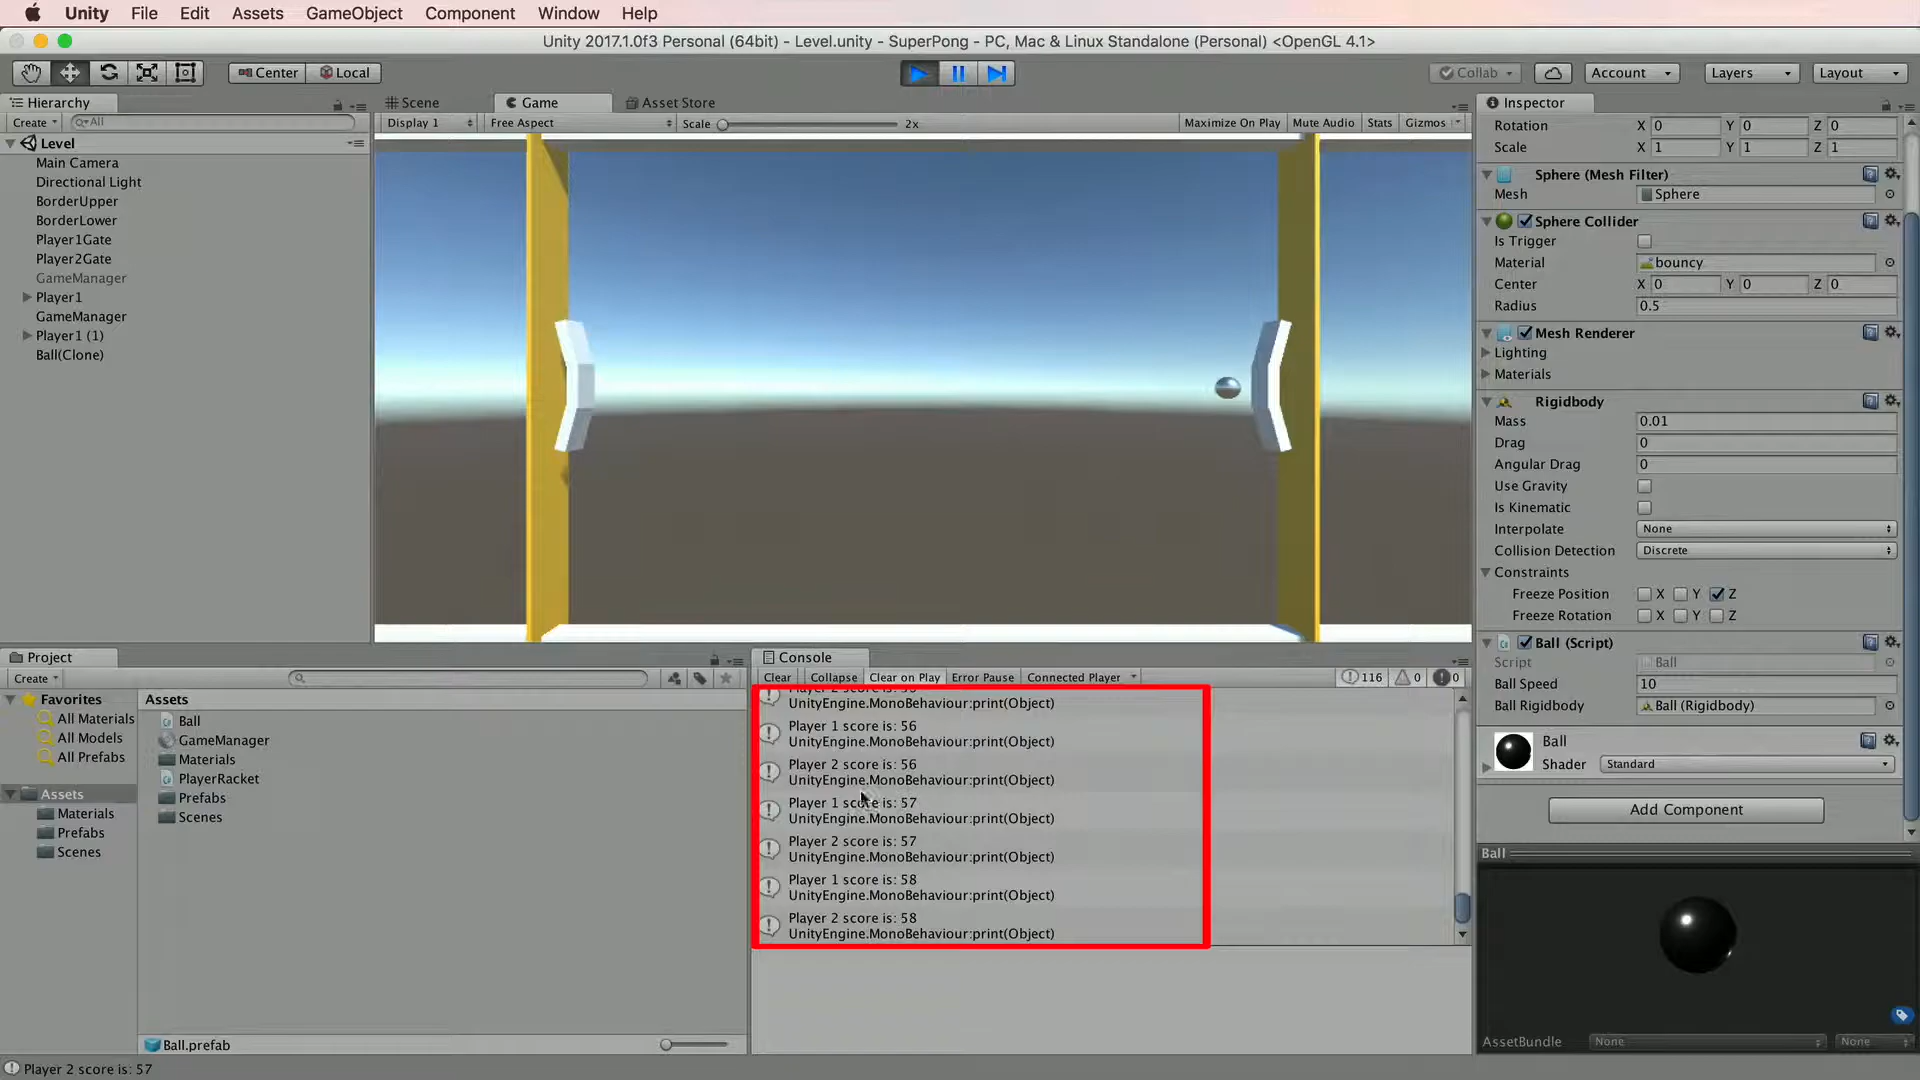 Unity File Edit Assets GameObject Component Window Help
Unity 2017.1.0f3 Personal (64bit) - Level.unity - SuperPong - PC, Mac & Linux Standalone (Personal) <OpenGL 4.1>
Center Local Collab Account Layers Layout
Hierarchy
Create All
Level
Main Camera
Directional Light
BorderUpper
BorderLower
Player1Gate
Player2Gate
GameManager
Player1
GameManager
Player1 (1)
Ball(Clone)
Scene Game Asset Store
Display 1 Free Aspect Scale 2x Maximize On Play Mute Audio Stats Gizmos
Inspector
Rotation X 0 Y 0 Z 0
Scale X 1 Y 1 Z 1
Sphere (Mesh Filter)
Mesh Sphere
Sphere Collider
Is Trigger
Material bouncy
Center X 0 Y 0 Z 0
Radius 0.5
Mesh Renderer
Lighting
Materials
Rigidbody
Mass 0.01
Drag 0
Angular Drag 0
Use Gravity
Is Kinematic
Interpolate None
Collision Detection Discrete
Constraints
Freeze Position X Y Z
Freeze Rotation X Y Z
Ball (Script)
Script Ball
Ball Speed 10
Ball Rigidbody Ball (Rigidbody)
Ball
Shader Standard
Add Component
Ball
AssetBundle None None
Project
Create
Favorites
All Materials
All Models
All Prefabs
Assets
Materials
Prefabs
Scenes
Assets
Ball
GameManager
Materials
PlayerRacket
Prefabs
Scenes
Ball.prefab
Console
Clear Collapse Clear on Play Error Pause Connected Player 116 0 0
UnityEngine.MonoBehaviour:print(Object)
Player 1 score is: 56
UnityEngine.MonoBehaviour:print(Object)
Player 2 score is: 56
UnityEngine.MonoBehaviour:print(Object)
Player 1 score is: 57
UnityEngine.MonoBehaviour:print(Object)
Player 2 score is: 57
UnityEngine.MonoBehaviour:print(Object)
Player 1 score is: 58
UnityEngine.MonoBehaviour:print(Object)
Player 2 score is: 58
UnityEngine.MonoBehaviour:print(Object)
Player 2 score is: 57